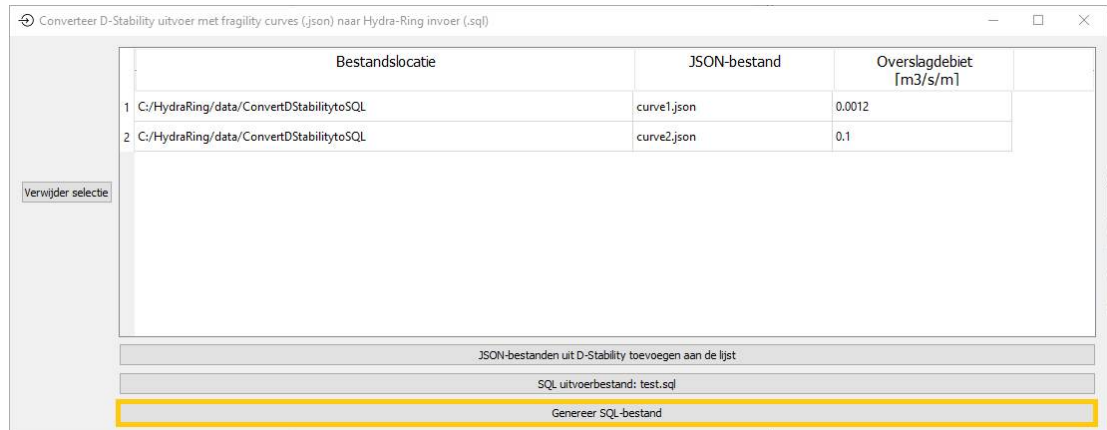 Converteer D-Stability uitvoer met fragility curves (.json) naar Hydra-Ring invoer (.sql)
Bestandslocatie JSON-bestand Overslagdebiet
[m3/s/m]
1 C:/HydraRing/data/ConvertDStabilitytoSQL curve1.json 0.0012
2 C:/HydraRing/data/ConvertDStabilitytoSQL curve2.json 0.1
Verwijder selectie
JSON-bestanden uit D-Stability toevoegen aan de lijst
SQL uitvoerbestand: test.sql
Genereer SQL-bestand